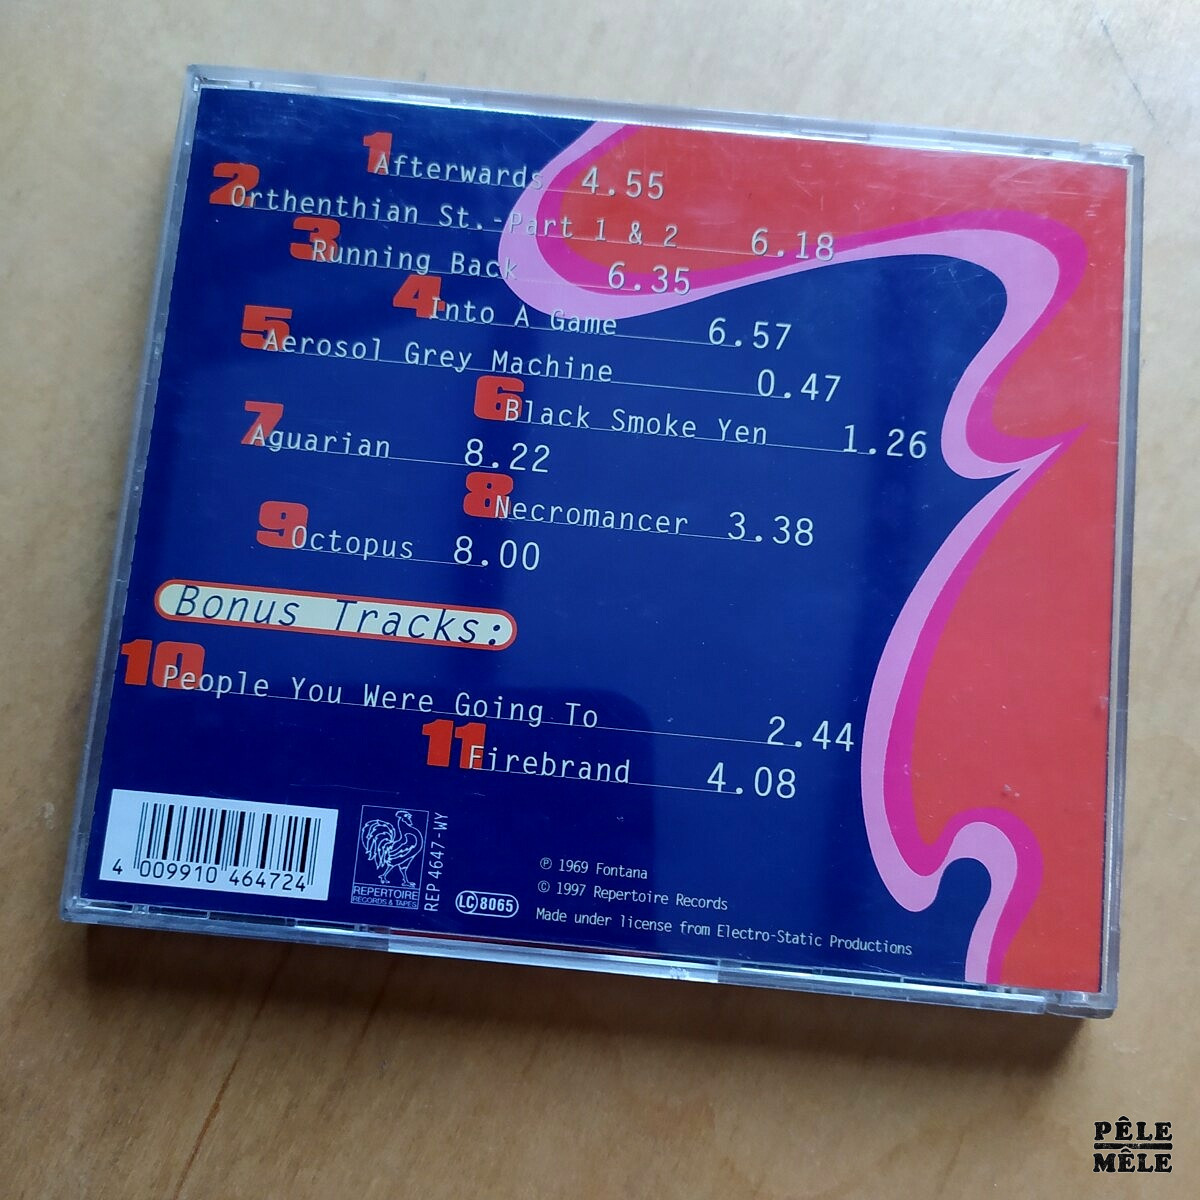 1 Afterwards 4.55
2 Orthenthian St.-Part 1 & 2 6.18
3 Running Back 6.35
4 Into A Game 6.57
5 Aerosol Grey Machine 0.47
6 Black Smoke Yen 1.26
7 Aguarian 8.22
8 Necromancer 3.38
9 Octopus 8.00
Bonus Tracks:
10 People You Were Going To 2.44
11 Firebrand 4.08
4 009910 464724
REPERTOIRE
RECORDS & TAPES
REP 4647-WY
LC 8065
℗ 1969 Fontana
© 1997 Repertoire Records
Made under license from Electro-Static Productions
PÊLE
MÊLE